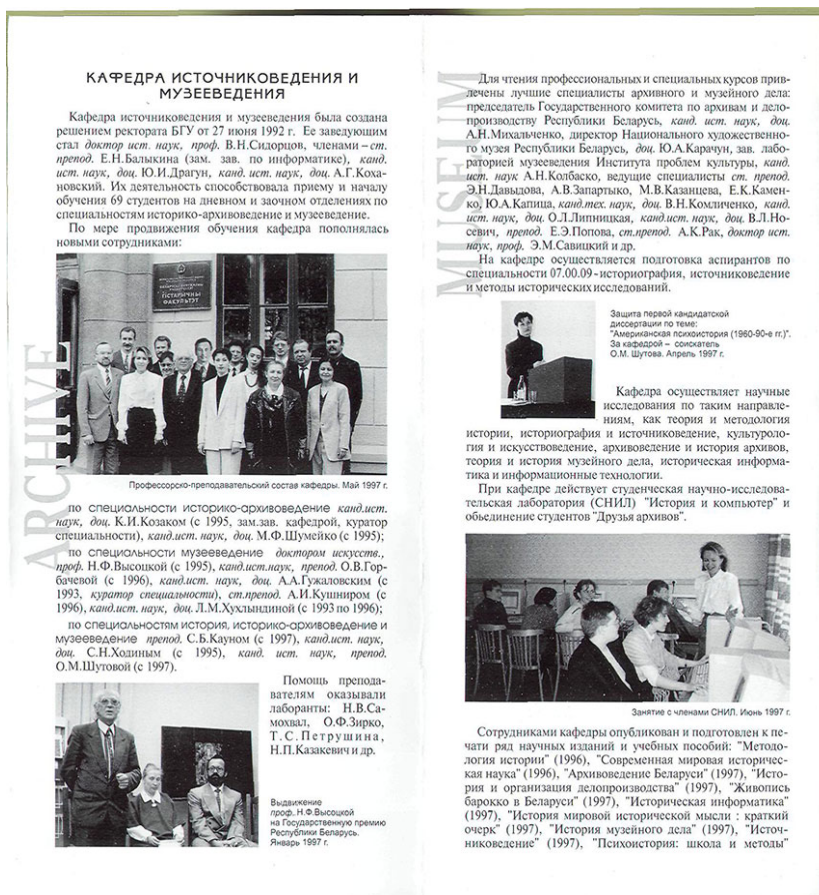 КАФЕДРА ИСТОЧНИКОВЕДЕНИЯ И
МУЗЕЕВЕДЕНИЯ
Кафедра источниковедения и музееведения была создана
решением ректората БГУ от 27 июня 1992 г. Ее заведующим
стал доктор ист. наук, проф. В.Н.Сидорцов, членами – ст.
препод. Е.Н.Балыкина (зам. зав. по информатике), канд.
ист. наук, доц. Ю.И.Драгун, канд. ист. наук, доц. А.Г.Коха-
новский. Их деятельность способствовала приему и началу
обучения 69 студентов на дневном и заочном отделениях по
специальностям историко-архивоведение и музееведение.
По мере продвижения обучения кафедра пополнялась
новыми сотрудниками:
ГІСТАРЫЧНЫ
ФАКУЛЬТЭТ
ARCHIVE
Профессорско-преподавательский состав кафедры. Май 1997 г.
по специальности историко-архивоведение канд.ист.
наук, доц. К.И.Козаком (с 1995, зам.зав. кафедрой, куратор
специальности), канд.ист. наук, доц. М.Ф.Шумейко (с 1995);
по специальности музееведение доктором искусств.,
проф. Н.Ф.Высоцкой (с 1995), канд.ист.наук, препод. О.В.Гор-
бачевой (с 1996), канд.ист. наук, доц. А.А.Гужаловским (с
1993, куратор специальности), ст.препод. А.И.Кушниром (с
1996), канд.ист. наук, доц. Л.М.Хухлындиной (с 1993 по 1996);
по специальностям история, историко-архивоведение и
музееведение препод. С.Б.Кауном (с 1997), канд.ист. наук,
доц. С.Н.Ходиным (с 1995), канд. ист. наук, препод.
О.М.Шутовой (с 1997).
Помощь препода-
вателям оказывали
лаборанты: Н.В.Са-
мохвал, О.Ф.Зирко,
Т.С.Петрушина,
Н.П.Казакевич и др.
Выдвижение
проф. Н.Ф.Высоцкой
на Государственную премию
Республики Беларусь.
Январь 1997 г.
MUSEUM
Для чтения профессиональных и специальных курсов прив-
лечены лучшие специалисты архивного и музейного дела:
председатель Государственного комитета по архивам и дело-
производству Республики Беларусь, канд. ист. наук, доц.
А.Н.Михальченко, директор Национального художественно-
го музея Республики Беларусь, доц. Ю.А.Карачун, зав. лабо-
раторией музееведения Института проблем культуры, канд.
ист. наук А.Н.Колбаско, ведущие специалисты ст. препод.
Э.Н.Давыдова, А.В.Запартыко, М.В.Казанцева, Е.К.Камен-
ко, Ю.А.Капица, канд.тех. наук, доц. В.Н.Комличенко, канд.
ист. наук, доц. О.Л.Липницкая, канд.ист. наук, доц. В.Л.Но-
севич, препод. Е.Э.Попова, ст.препод. А.К.Рак, доктор ист.
наук, проф. Э.М.Савицкий и др.
На кафедре осуществляется подготовка аспирантов по
специальности 07.00.09 - историография, источниковедение
и методы исторических исследований.
Защита первой кандидатской
диссертации по теме:
"Американская психоистория (1960-90-е гг.)".
За кафедрой – соискатель
О.М. Шутова. Апрель 1997 г.
Кафедра осуществляет научные
исследования по таким направле-
ниям, как теория и методология
истории, историография и источниковедение, культуроло-
гия и искусствоведение, архивоведение и история архивов,
теория и история музейного дела, историческая информа-
тика и информационные технологии.
При кафедре действует студенческая научно-исследова-
тельская лаборатория (СНИЛ) "История и компьютер" и
обьединение студентов "Друзья архивов".
Занятие с членами СНИЛ. Июнь 1997 г.
Сотрудниками кафедры опубликован и подготовлен к пе-
чати ряд научных изданий и учебных пособий: "Методо-
логия истории" (1996), "Современная мировая историчес-
кая наука" (1996), "Архивоведение Беларуси" (1997), "Исто-
рия и организация делопроизводства" (1997), "Живопись
барокко в Беларуси" (1997), "Историческая информатика"
(1997), "История мировой исторической мысли : краткий
очерк" (1997), "История музейного дела" (1997), "Источ-
никоведение" (1997), "Психоистория: школа и методы"